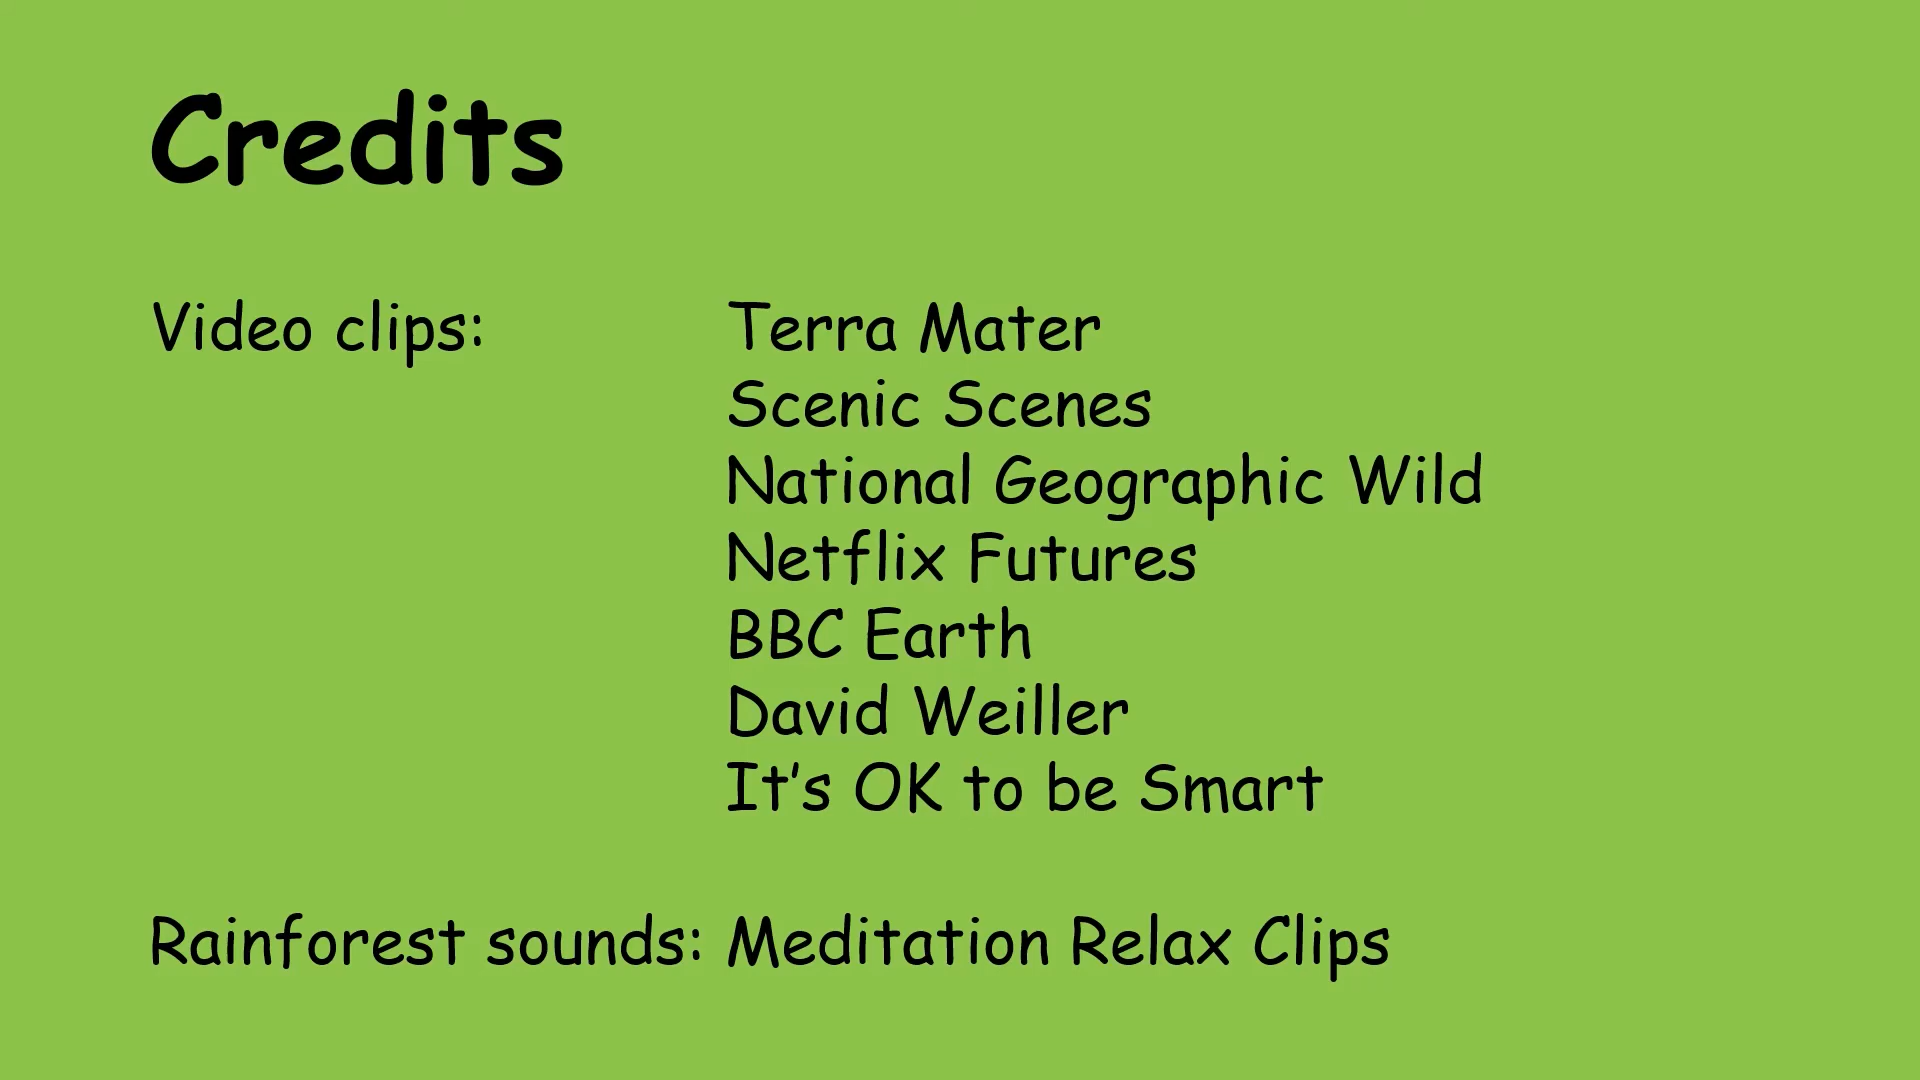 Credits
Video clips: Terra Mater
Scenic Scenes
National Geographic Wild
Netflix Futures
BBC Earth
David Weiller
It's OK to be Smart
Rainforest sounds: Meditation Relax Clips